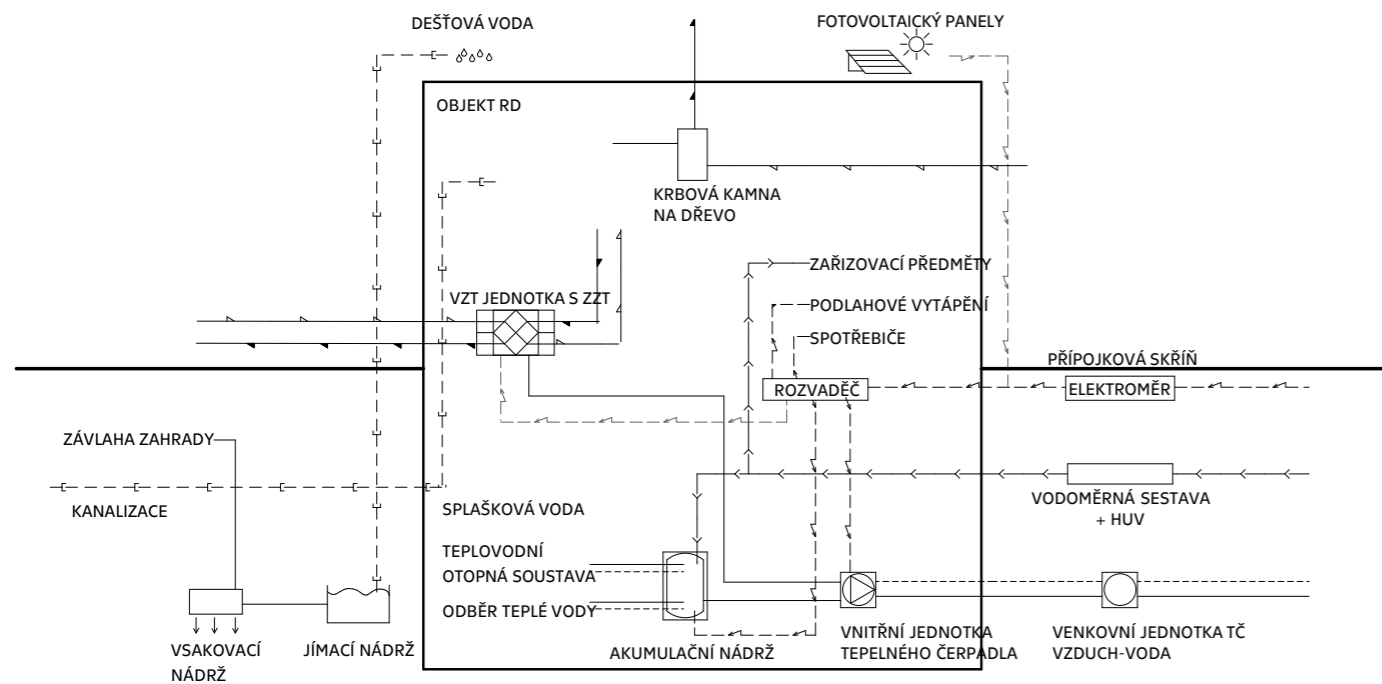 DEŠŤOVÁ VODA
FOTOVOLTAICKÝ PANELY
OBJEKT RD
KRBOVÁ KAMNA
NA DŘEVO
ZAŘIZOVACÍ PŘEDMĚTY
VZT JEDNOTKA S ZZT
PODLAHOVÉ VYTÁPĚNÍ
SPOTŘEBIČE
PŘÍPOJKOVÁ SKŘÍŇ
ROZVADĚČ
ELEKTROMĚR
ZÁVLAHA ZAHRADY
KANALIZACE
SPLAŠKOVÁ VODA
VODOMĚRNÁ SESTAVA
+ HUV
TEPLOVODNÍ
OTOPNÁ SOUSTAVA
ODBĚR TEPLÉ VODY
VSAKOVACÍ
NÁDRŽ
JÍMACÍ NÁDRŽ
AKUMULAČNÍ NÁDRŽ
VNITŘNÍ JEDNOTKA
TEPELNÉHO ČERPADLA
VENKOVNÍ JEDNOTKA TČ
VZDUCH-VODA